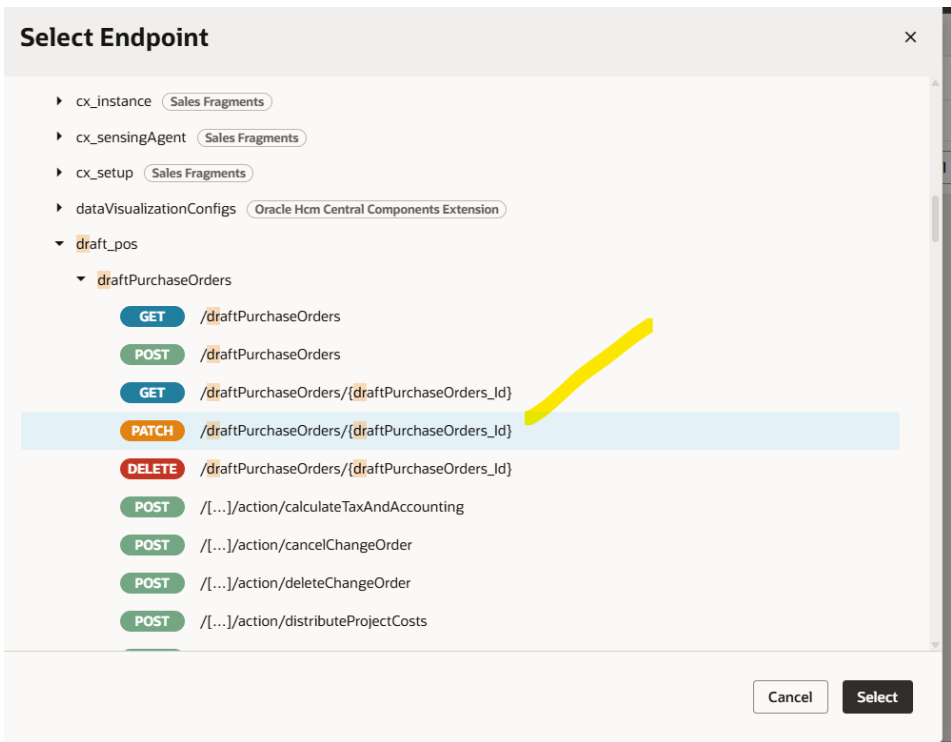 Select Endpoint
cx_instance Sales Fragments
cx_sensingAgent Sales Fragments
cx_setup Sales Fragments
dataVisualizationConfigs Oracle Hcm Central Components Extension
draft_pos
draftPurchaseOrders
GET /draftPurchaseOrders
POST /draftPurchaseOrders
GET /draftPurchaseOrders/{draftPurchaseOrders_Id}
PATCH /draftPurchaseOrders/{draftPurchaseOrders_Id}
DELETE /draftPurchaseOrders/{draftPurchaseOrders_Id}
POST /[...]/action/calculateTaxAndAccounting
POST /[...]/action/cancelChangeOrder
POST /[...]/action/deleteChangeOrder
POST /[...]/action/distributeProjectCosts
Cancel Select